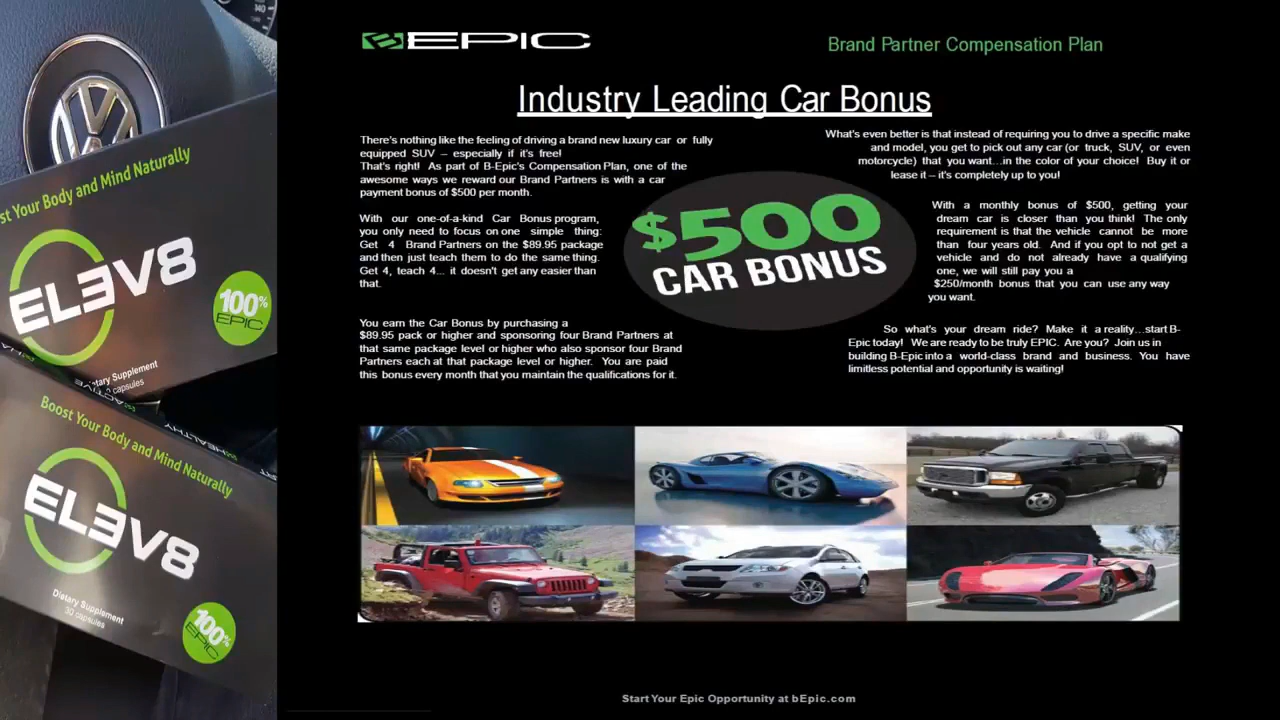 140
st Your Body and Mind Naturally
ELEV8
100%
EPIC
Dietary Supplement
capsules
Boost Your Body and Mind Naturally
ELEV8
Dietary Supplement
30 capsules
100%
EPIC
BEPIC
Brand Partner Compensation Plan
Industry Leading Car Bonus
There's nothing like the feeling of driving a brand new luxury car or fully
equipped SUV – especially if it's free!
That's right! As part of B-Epic's Compensation Plan, one of the
awesome ways we reward our Brand Partners is with a car
payment bonus of $500 per month.
With our one-of-a-kind Car Bonus program,
you only need to focus on one simple thing:
Get 4 Brand Partners on the $89.95 package
and then just teach them to do the same thing.
Get 4, teach 4... it doesn't get any easier than
that.
You earn the Car Bonus by purchasing a
$89.95 pack or higher and sponsoring four Brand Partners at
that same package level or higher who also sponsor four Brand
Partners each at that package level or higher. You are paid
this bonus every month that you maintain the qualifications for it.
$500
CAR BONUS
What's even better is that instead of requiring you to drive a specific make
and model, you get to pick out any car (or truck, SUV, or even
motorcycle) that you want…in the color of your choice! Buy it or
lease it – it's completely up to you!
With a monthly bonus of $500, getting your
dream car is closer than you think! The only
requirement is that the vehicle cannot be more
than four years old. And if you opt to not get a
vehicle and do not already have a qualifying
one, we will still pay you a
$250/month bonus that you can use any way
you want.
So what's your dream ride? Make it a reality…start B-
Epic today! We are ready to be truly EPIC. Are you? Join us in
building B-Epic into a world-class brand and business. You have
limitless potential and opportunity is waiting!
Start Your Epic Opportunity at bEpic.com